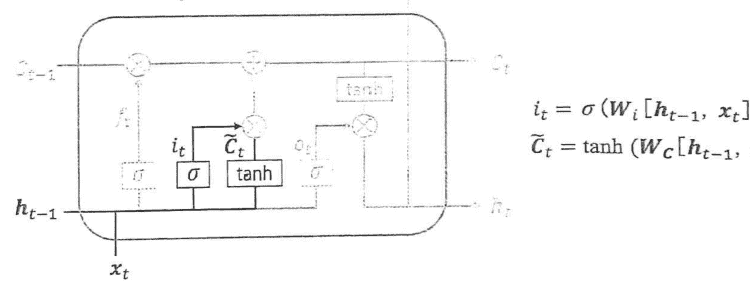 C_{t-1}
C_t
tanh
f_t
i_t
C̃_t
o_t
σ
σ
tanh
σ
h_{t-1}
h_t
x_t
i_t = σ (W_i [h_{t-1}, x_t]
C̃_t = tanh (W_C[h_{t-1},